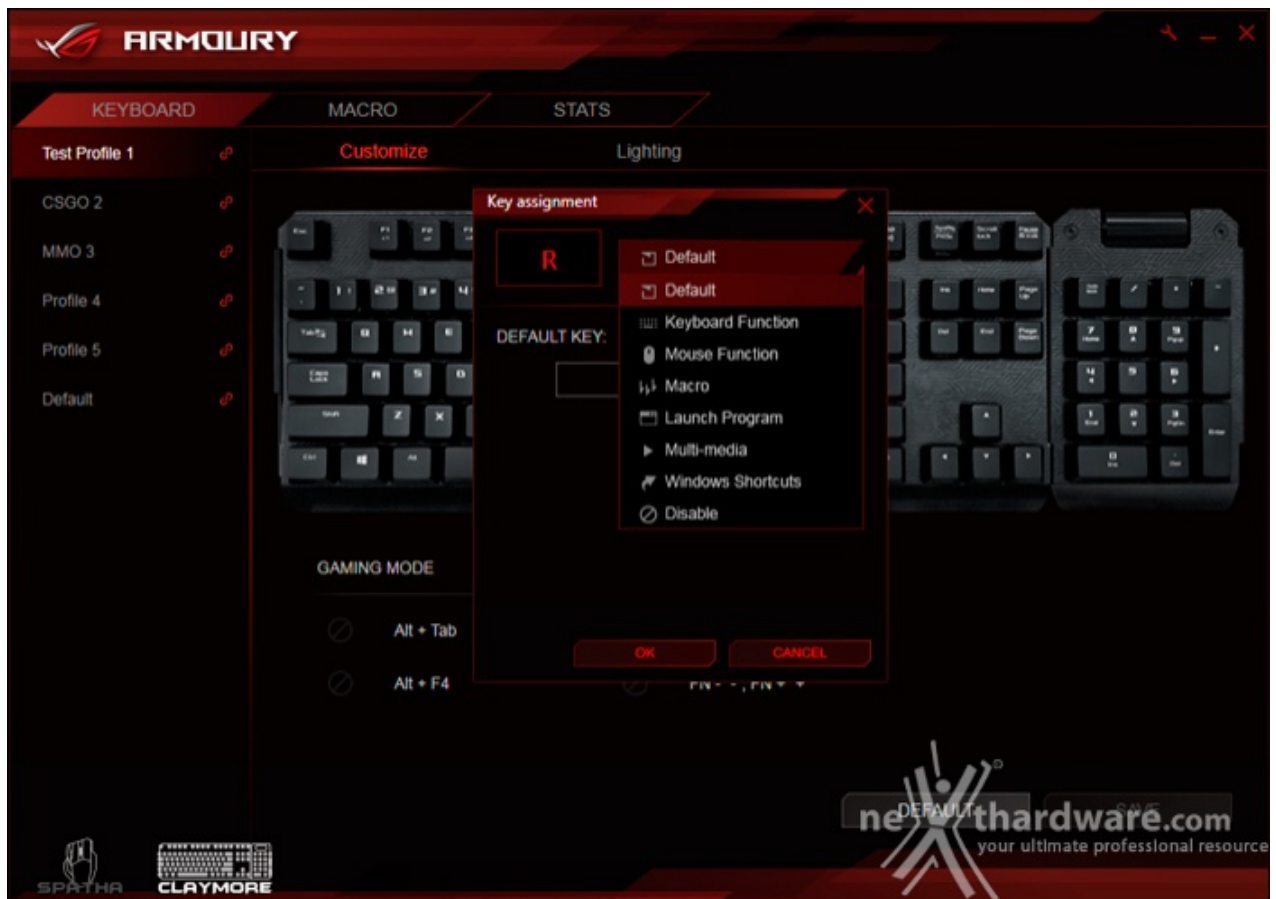 ARMOURY
KEYBOARD MACRO STATS
Test Profile 1
Customize Lighting
CSGO 2
MMO 3
Profile 4
Profile 5
Default
Key assignment
R
Default
Default
Keyboard Function
DEFAULT KEY:
Mouse Function
Macro
Launch Program
Multi-media
Windows Shortcuts
Disable
GAMING MODE
Alt + Tab
Alt + F4
OK CANCEL
DEFAULT SAVE
nexthardware.com
your ultimate professional resource
SPATHA CLAYMORE